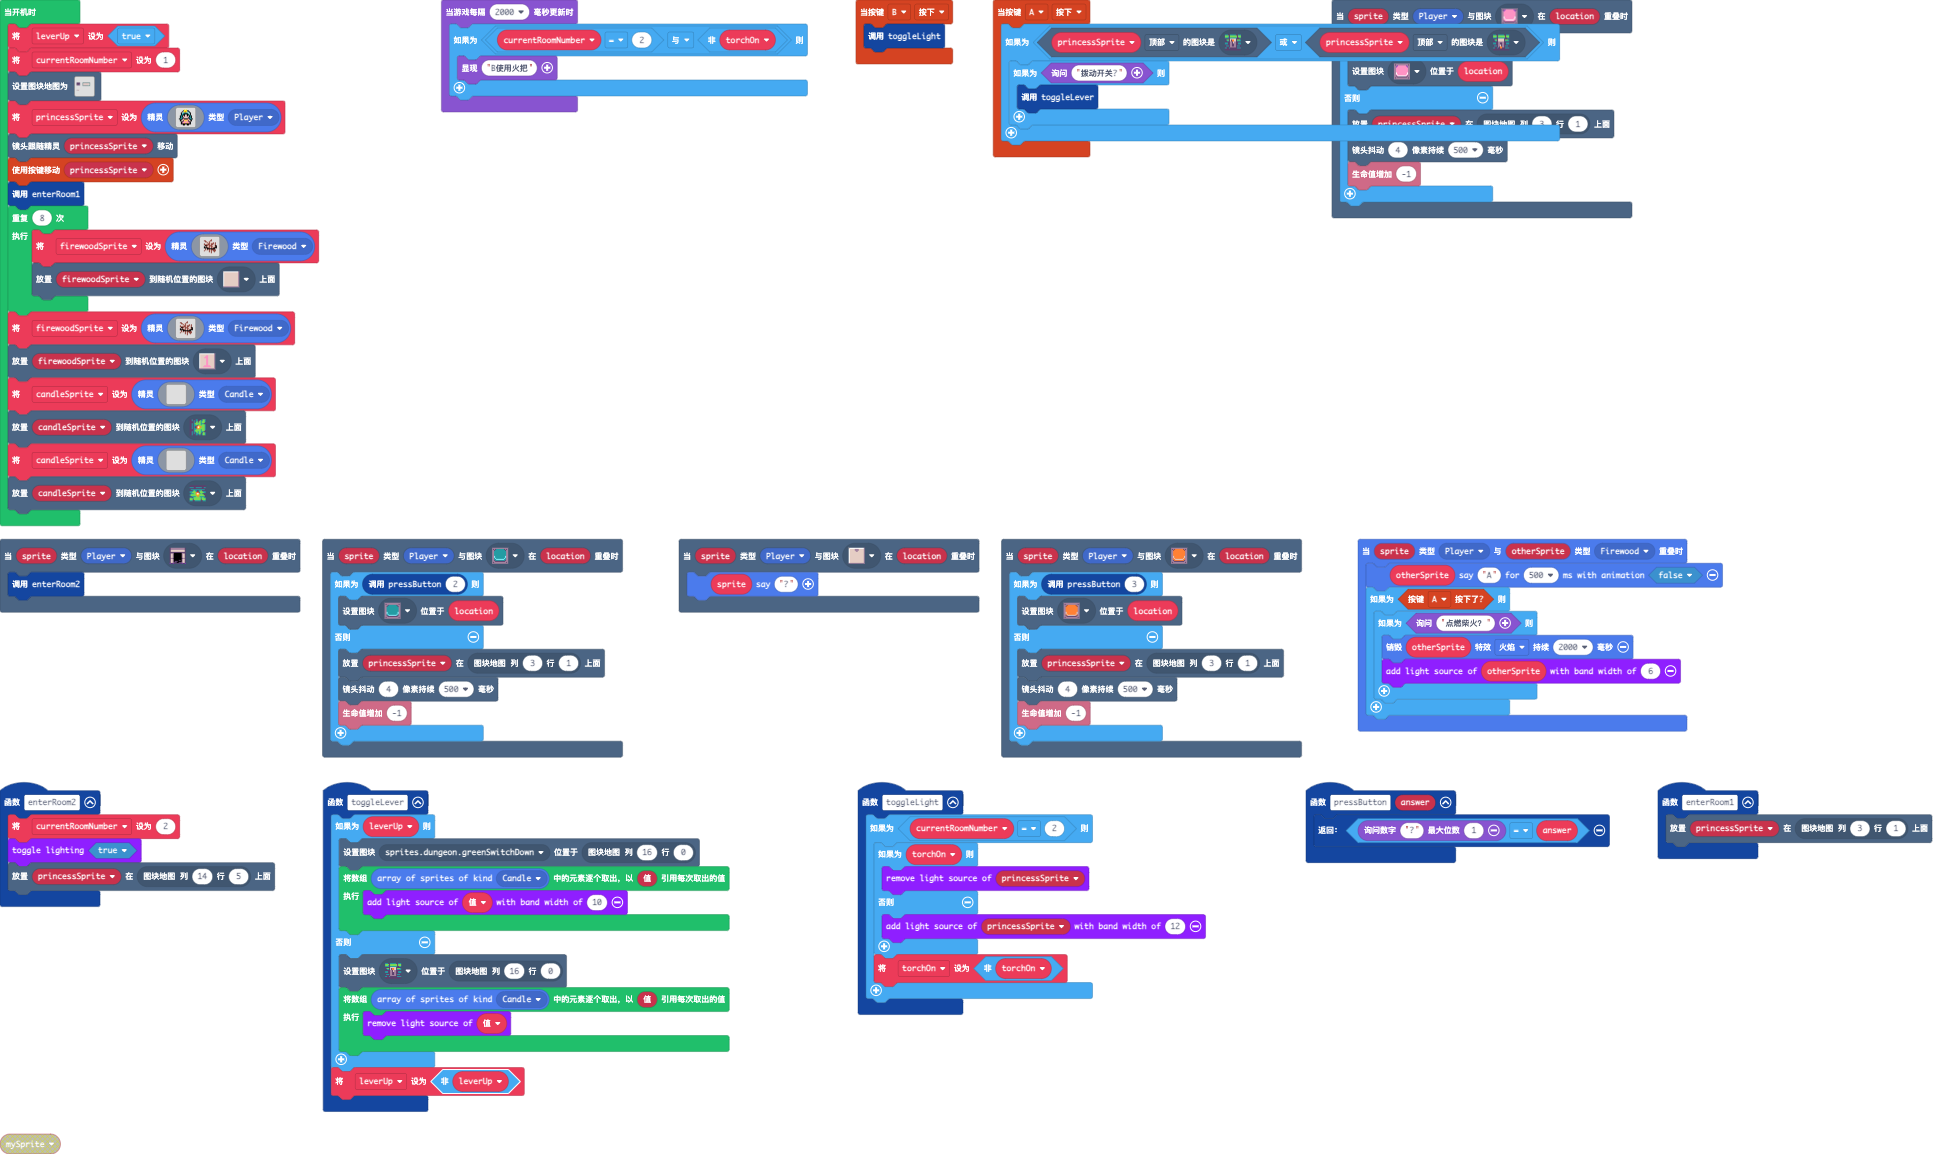 当开机时
将 leverUp 设为 true
将 currentRoomNumber 设为 1
设置图块地图为
将 princessSprite 设为 精灵 类型 Player
镜头跟随精灵 princessSprite 移动
使用按键移动 princessSprite
调用 enterRoom1
重复 8 次
执行
将 firewoodSprite 设为 精灵 类型 Firewood
放置 firewoodSprite 到随机位置的图块 上面
将 firewoodSprite 设为 精灵 类型 Firewood
放置 firewoodSprite 到随机位置的图块 上面
将 candleSprite 设为 精灵 类型 Candle
放置 candleSprite 到随机位置的图块 上面
将 candleSprite 设为 精灵 类型 Candle
放置 candleSprite 到随机位置的图块 上面
当游戏每隔 2000 毫秒更新时
如果为 currentRoomNumber = 2 与 非 torchOn 则
显现 "B使用火把"
当按键 B 按下
调用 toggleLight
当按键 A 按下
如果为 princessSprite 顶部 的图块是 或 princessSprite 顶部 的图块是 则
如果为 询问 "拨动开关?" 则
调用 toggleLever
当 sprite 类型 Player 与图块 在 location 重叠时
设置图块 位置于 location
否则
放置 princessSprite 在 图块地图 列 3 行 1 上面
镜头抖动 4 像素持续 500 毫秒
生命值增加 -1
当 sprite 类型 Player 与图块 在 location 重叠时
调用 enterRoom2
当 sprite 类型 Player 与图块 在 location 重叠时
如果为 调用 pressButton 2 则
设置图块 位置于 location
否则
放置 princessSprite 在 图块地图 列 3 行 1 上面
镜头抖动 4 像素持续 500 毫秒
生命值增加 -1
当 sprite 类型 Player 与图块 在 location 重叠时
sprite say "?"
当 sprite 类型 Player 与图块 在 location 重叠时
如果为 调用 pressButton 3 则
设置图块 位置于 location
否则
放置 princessSprite 在 图块地图 列 3 行 1 上面
镜头抖动 4 像素持续 500 毫秒
生命值增加 -1
当 sprite 类型 Player 与 otherSprite 类型 Firewood 重叠时
otherSprite say "A" for 500 ms with animation false
如果为 按键 A 按下了? 则
如果为 询问 "点燃柴火? " 则
销毁 otherSprite 特效 火焰 持续 2000 毫秒
add light source of otherSprite with band width of 6
函数 enterRoom2
将 currentRoomNumber 设为 2
toggle lighting true
放置 princessSprite 在 图块地图 列 14 行 5 上面
函数 toggleLever
如果为 leverUp 则
设置图块 sprites.dungeon.greenSwitchDown 位置于 图块地图 列 16 行 0
将数组 array of sprites of kind Candle 中的元素逐个取出，以 值 引用每次取出的值
执行 add light source of 值 with band width of 10
否则
设置图块 位置于 图块地图 列 16 行 0
将数组 array of sprites of kind Candle 中的元素逐个取出，以 值 引用每次取出的值
执行 remove light source of 值
将 leverUp 设为 非 leverUp
函数 toggleLight
如果为 currentRoomNumber = 2 则
如果为 torchOn 则
remove light source of princessSprite
否则
add light source of princessSprite with band width of 12
将 torchOn 设为 非 torchOn
函数 pressButton answer
返回: 询问数字 "?" 最大位数 1 = answer
函数 enterRoom1
放置 princessSprite 在 图块地图 列 3 行 1 上面
mySprite